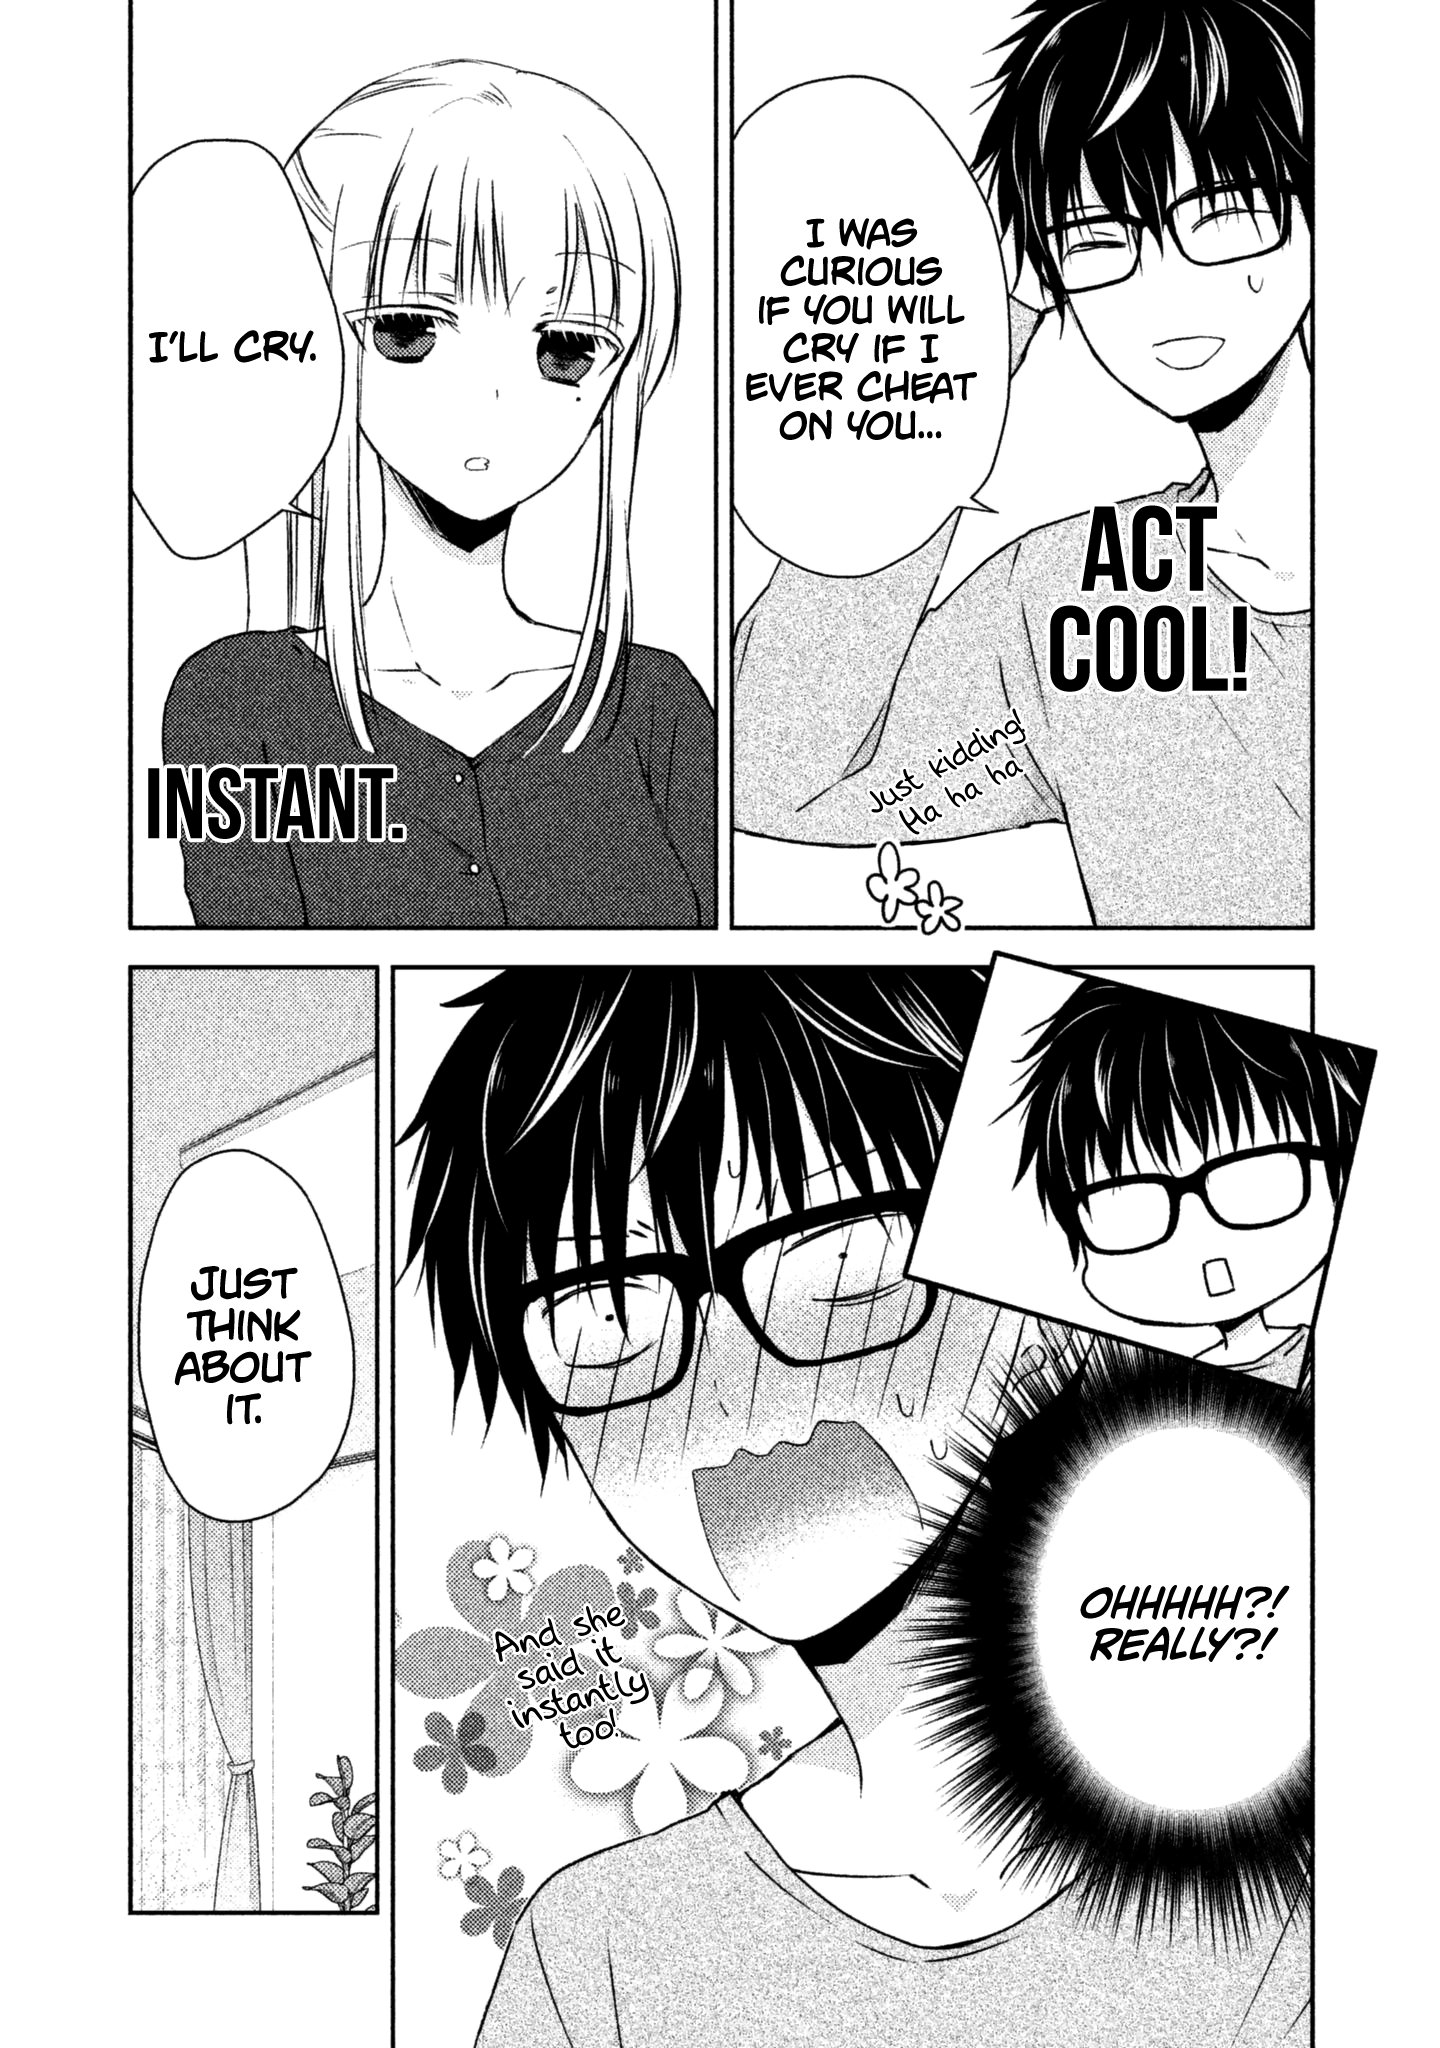 I WAS
CURIOUS
IF YOU WILL
CRY IF I
EVER CHEAT
ON YOU...
ACT
COOL!
Just kidding!
Ha ha ha
I'LL CRY.
INSTANT.
OHHHHH?!
REALLY?!
And she
said it
instantly
too!
JUST
THINK
ABOUT
IT.